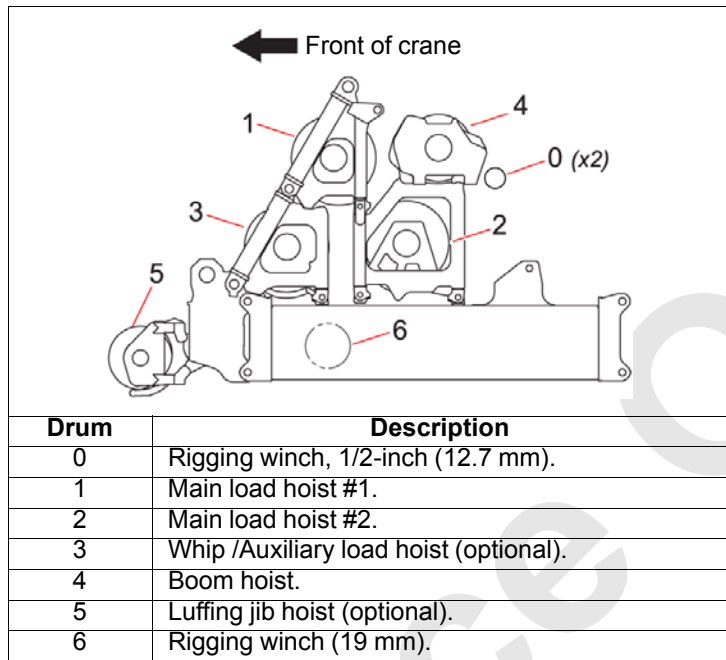 Front of crane
1
4
0 (x2)
3
2
5
6
Drum Description
0 Rigging winch, 1/2-inch (12.7 mm).
1 Main load hoist #1.
2 Main load hoist #2.
3 Whip /Auxiliary load hoist (optional).
4 Boom hoist.
5 Luffing jib hoist (optional).
6 Rigging winch (19 mm).